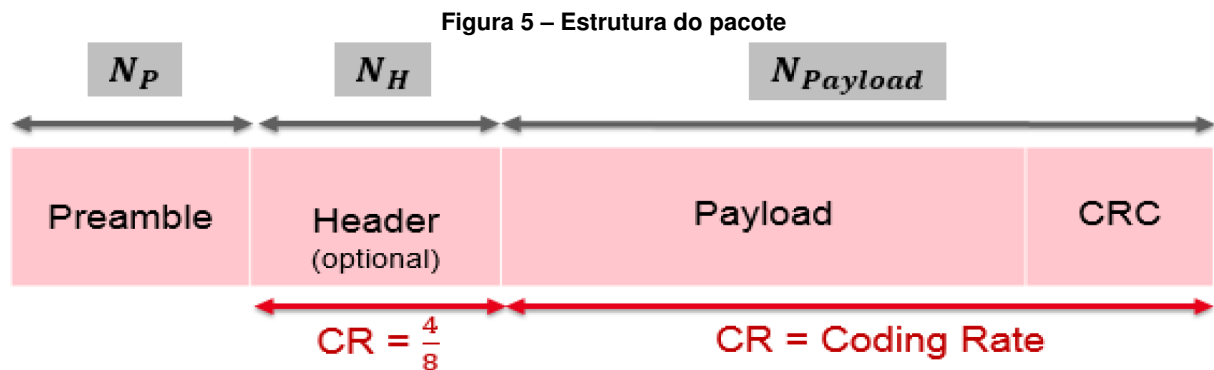 Figura 5 – Estrutura do pacote
N_P N_H N_Payload
Preamble Header Payload CRC
(optional)
CR = 4/8 CR = Coding Rate